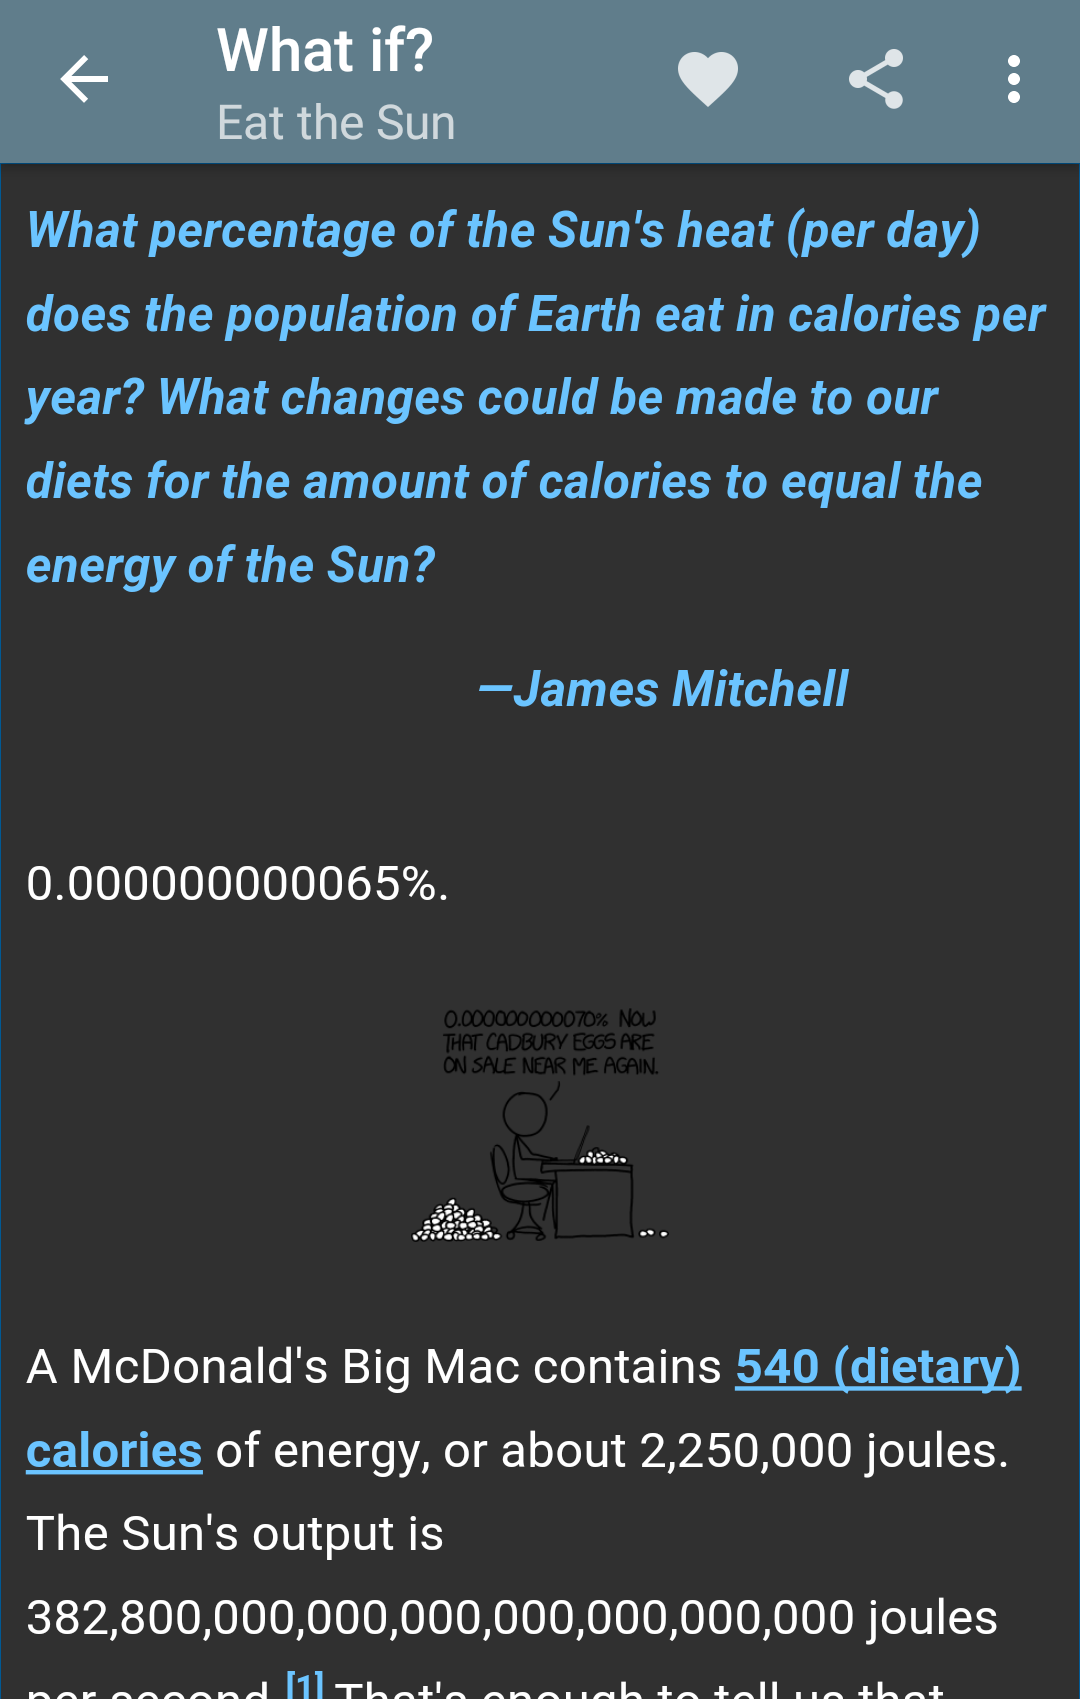 What if?
Eat the Sun
What percentage of the Sun's heat (per day)
does the population of Earth eat in calories per
year? What changes could be made to our
diets for the amount of calories to equal the
energy of the Sun?
—James Mitchell
0.000000000065%.
0.000000000070% NOW
THAT CADBURY EGGS ARE
ON SALE NEAR ME AGAIN.
A McDonald's Big Mac contains 540 (dietary)
calories of energy, or about 2,250,000 joules.
The Sun's output is
382,800,000,000,000,000,000,000,000 joules
per second.[1] That's enough to tell us that